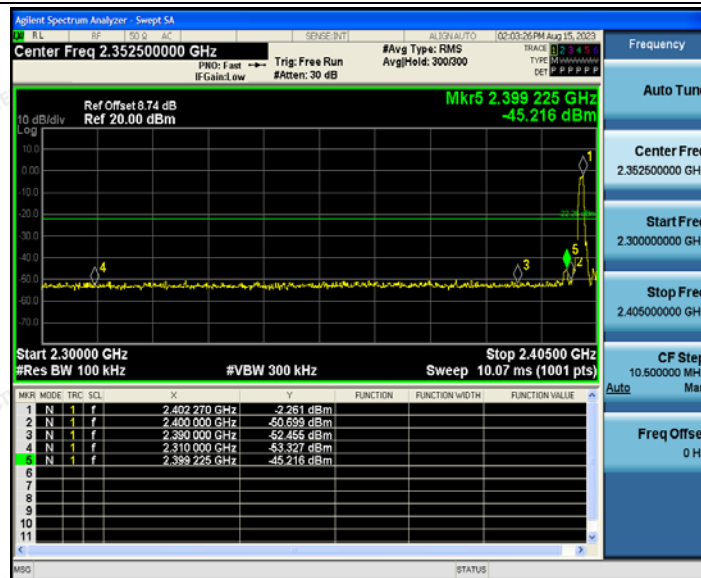 Agilent Spectrum Analyzer - Swept SA
RL RF 50 Ω AC SENSE:INT ALIGN AUTO 02:03:26 PM Aug 15, 2023
Center Freq 2.352500000 GHz
PNO: Fast
IFGain:Low
Trig: Free Run
#Atten: 30 dB
#Avg Type: RMS
Avg|Hold: 300/300
TRACE 1 2 3 4 5 6
TYPE M W W W W W
DET P P P P P P
Ref Offset 8.74 dB
Ref 20.00 dBm
10 dB/div
Log
Mkr5 2.399 225 GHz
-45.216 dBm
10.0
0.00
-10.0
-20.0
-30.0
-40.0
-50.0
-60.0
-70.0
1
2
3
4
5
Start 2.30000 GHz Stop 2.40500 GHz
#Res BW 100 kHz #VBW 300 kHz Sweep 10.07 ms (1001 pts)
MKR MODE TRC SCL X Y FUNCTION FUNCTION WIDTH FUNCTION VALUE
1 N 1 f 2.402 270 GHz -2.261 dBm
2 N 1 f 2.400 000 GHz -50.699 dBm
3 N 1 f 2.390 000 GHz -52.455 dBm
4 N 1 f 2.310 000 GHz -53.327 dBm
5 N 1 f 2.399 225 GHz -45.216 dBm
6
7
8
9
10
11
MSG STATUS
Frequency
Auto Tun
Center Fre
2.352500000 GH
Start Fre
2.300000000 GH
Stop Fre
2.405000000 GH
CF Step
10.500000 MH
Auto Ma
Freq Offse
0 H